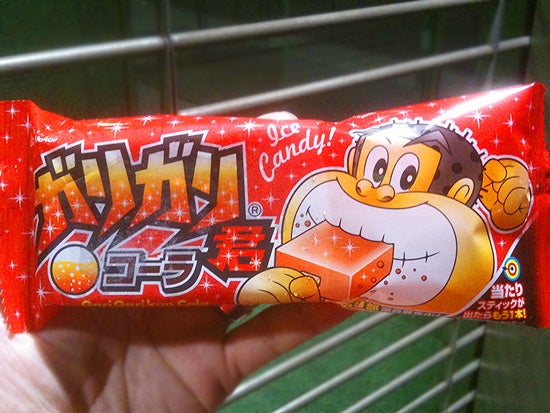 Ice
Candy!
ガリガリ君®
コーラ
当たり
スティックが
出たらもう1本!